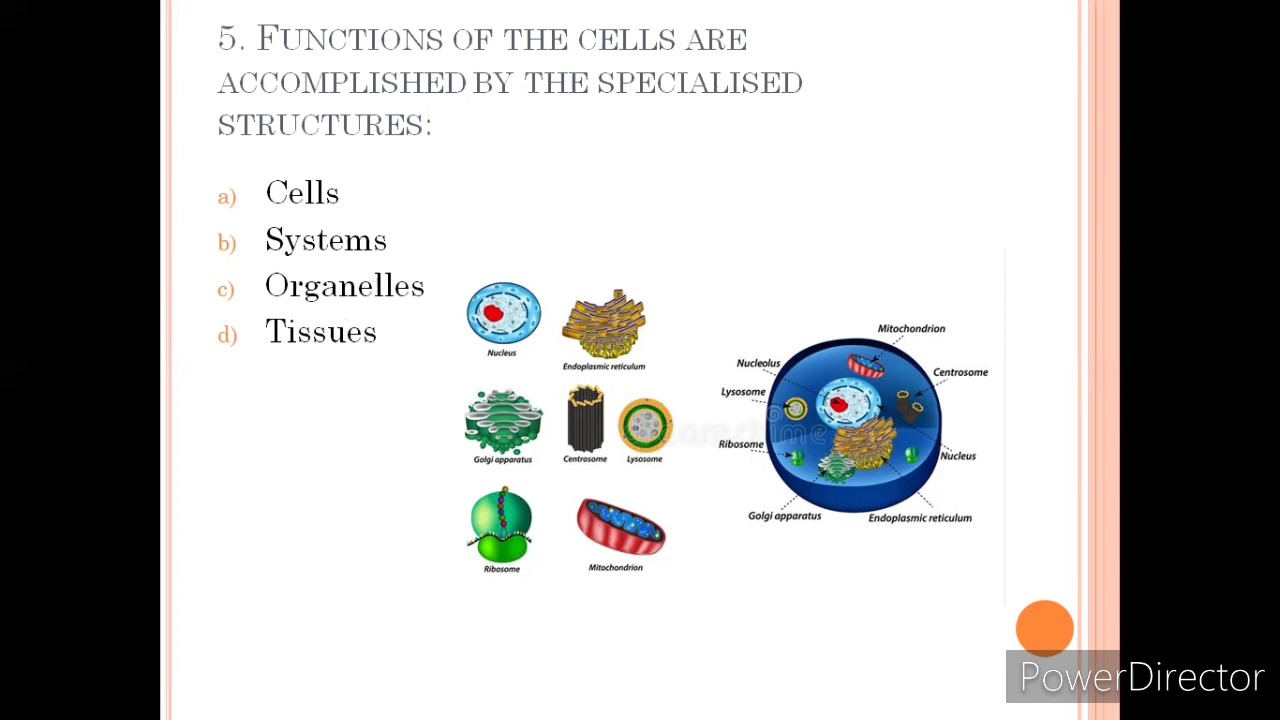 5. FUNCTIONS OF THE CELLS ARE
ACCOMPLISHED BY THE SPECIALISED
STRUCTURES:
a) Cells
b) Systems
c) Organelles
d) Tissues
Nucleus
Endoplasmic reticulum
Golgi apparatus
Centrosome
Lysosome
Ribosome
Mitochondrion
Mitochondrion
Nucleolus
Centrosome
Lysosome
Ribosome
Nucleus
Golgi apparatus
Endoplasmic reticulum
PowerDirector